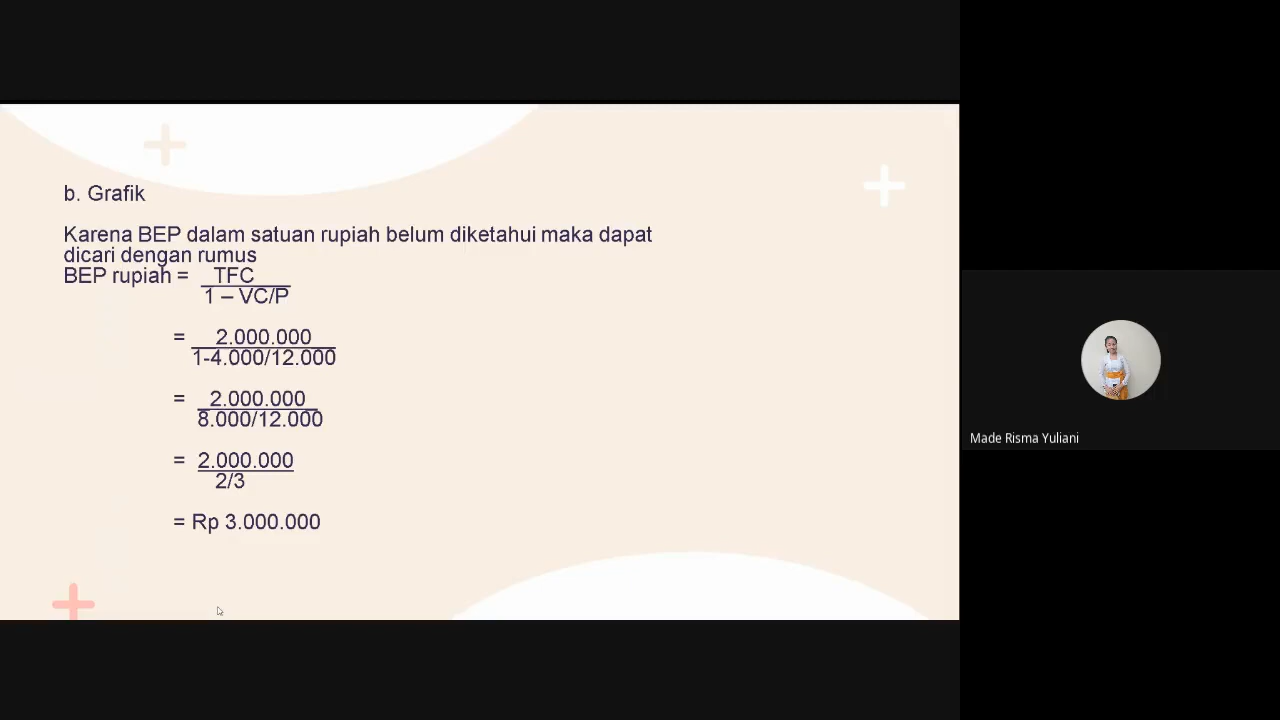 b. Grafik
Karena BEP dalam satuan rupiah belum diketahui maka dapat
dicari dengan rumus
BEP rupiah = TFC
1 – VC/P
= 2.000.000
1-4.000/12.000
= 2.000.000
8.000/12.000
= 2.000.000
2/3
= Rp 3.000.000
Made Risma Yuliani